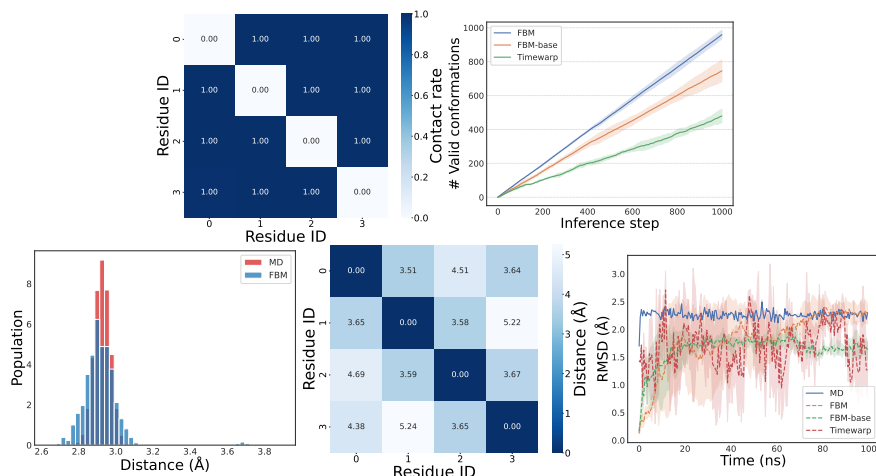 0 0.00 1.00 1.00 1.00
1 1.00 0.00 1.00 1.00
2 1.00 1.00 0.00 1.00
3 1.00 1.00 1.00 0.00
0 1 2 3
Residue ID
Residue ID
1.0
0.8
0.6
0.4
0.2
0.0
Contact rate
FBM
FBM-base
Timewarp
1000
800
600
400
200
0
# Valid conformations
0 200 400 600 800 1000
Inference step
MD
FBM
8
6
4
2
0
Population
2.6 2.8 3.0 3.2 3.4 3.6 3.8
Distance (Å)
0 0.00 3.51 4.51 3.64
1 3.65 0.00 3.58 5.22
2 4.69 3.59 0.00 3.67
3 4.38 5.24 3.65 0.00
0 1 2 3
Residue ID
Residue ID
5
4
3
2
1
0
Distance (Å)
3.0
2.5
2.0
1.5
1.0
0.5
0.0
RMSD (Å)
MD
FBM
FBM-base
Timewarp
0 20 40 60 80 100
Time (ns)